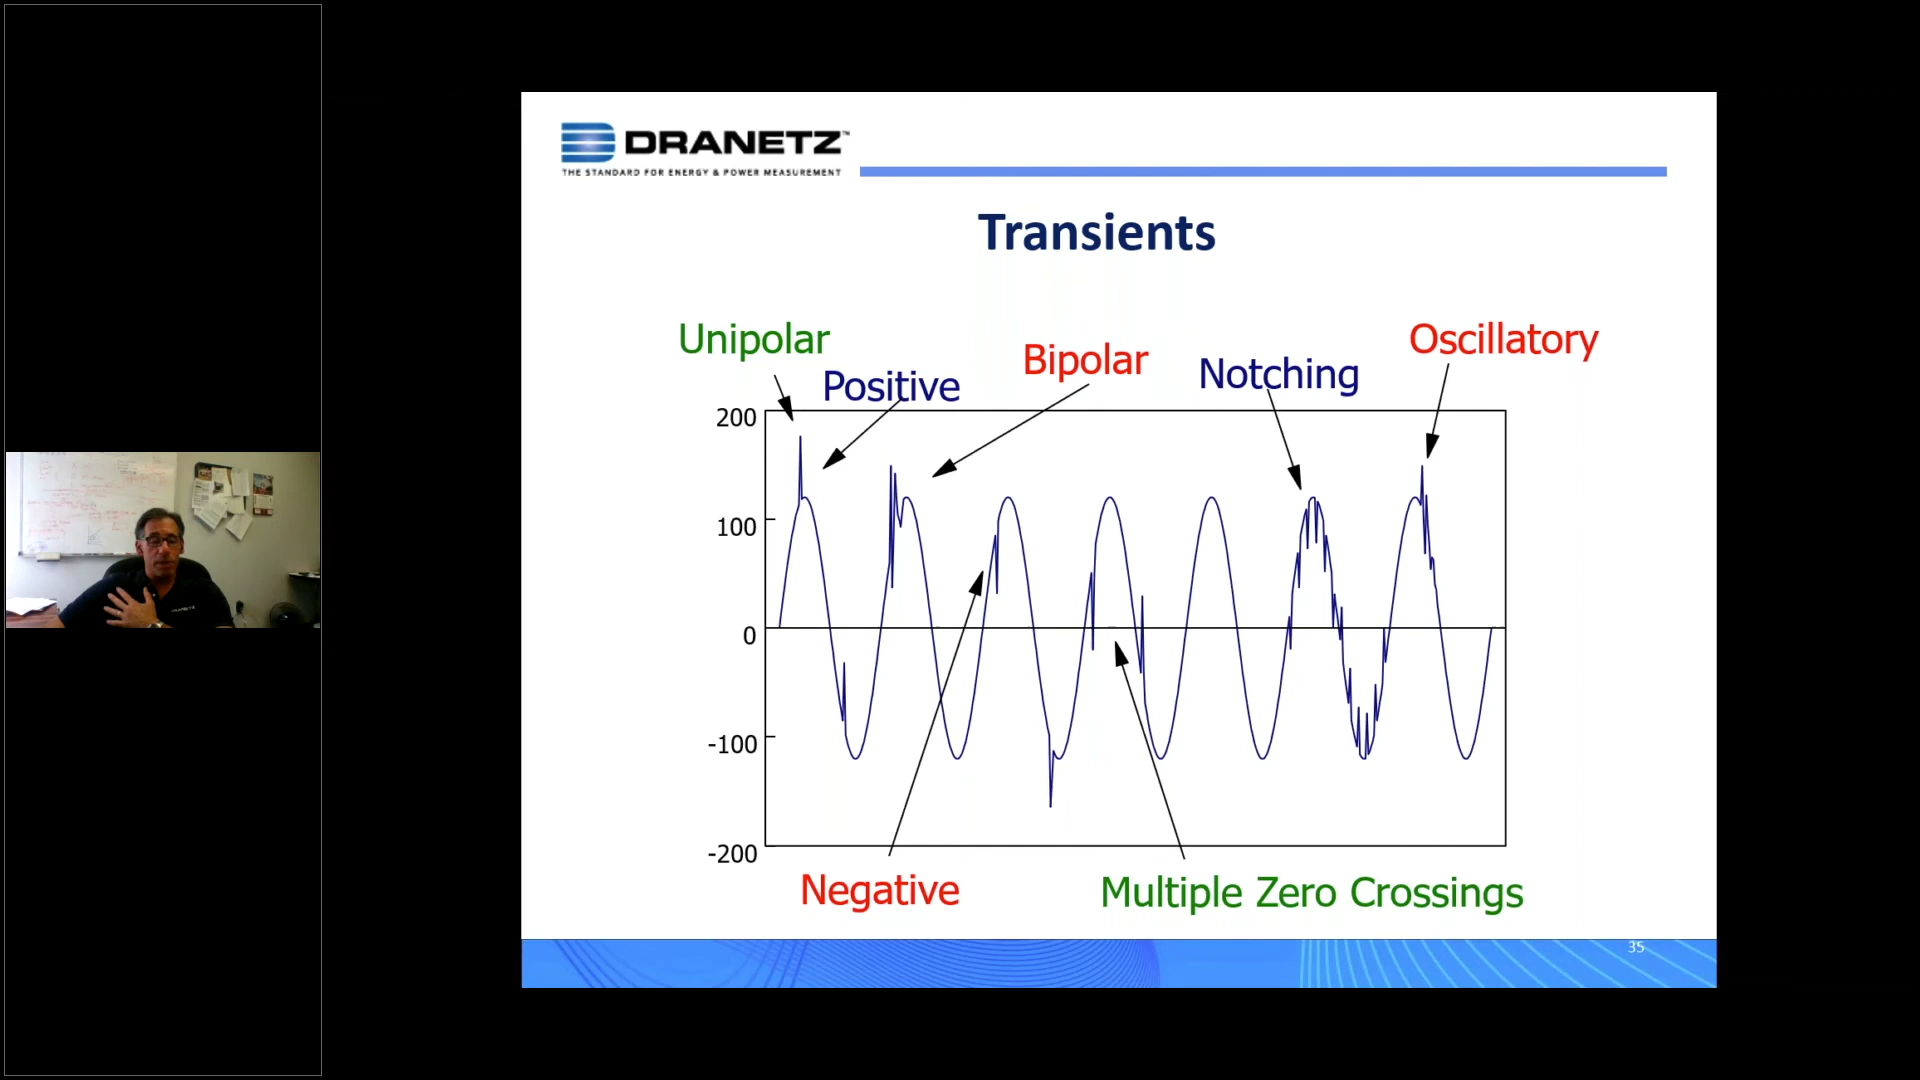 DRANETZ™
THE STANDARD FOR ENERGY & POWER MEASUREMENT
Transients
Unipolar
Positive
Bipolar
Notching
Oscillatory
200
100
0
-100
-200
Negative
Multiple Zero Crossings
35
DRANETZ